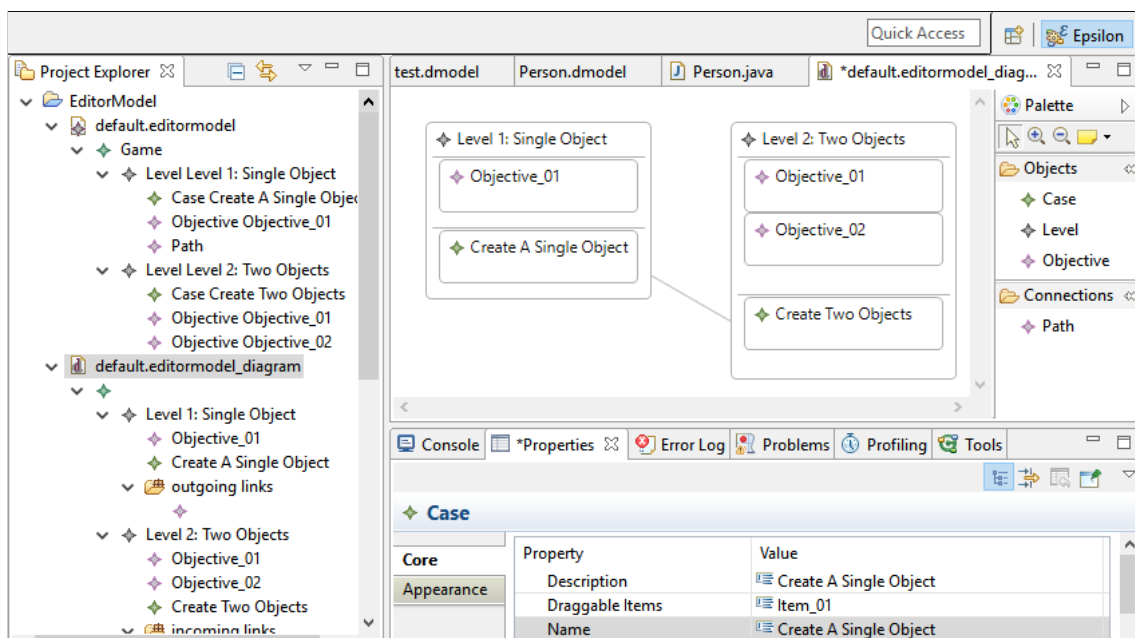 Quick Access
Epsilon
Project Explorer
EditorModel
default.editormodel
Game
Level Level 1: Single Object
Case Create A Single Objec
Objective Objective_01
Path
Level Level 2: Two Objects
Case Create Two Objects
Objective Objective_01
Objective Objective_02
default.editormodel_diagram
Level 1: Single Object
Objective_01
Create A Single Object
outgoing links
Level 2: Two Objects
Objective_01
Objective_02
Create Two Objects
incoming links
test.dmodel
Person.dmodel
Person.java
*default.editormodel_diag...
Level 1: Single Object
Objective_01
Create A Single Object
Level 2: Two Objects
Objective_01
Objective_02
Create Two Objects
Palette
Objects
Case
Level
Objective
Connections
Path
Console
*Properties
Error Log
Problems
Profiling
Tools
Case
Core
Appearance
Property Value
Description Create A Single Object
Draggable Items Item_01
Name Create A Single Object